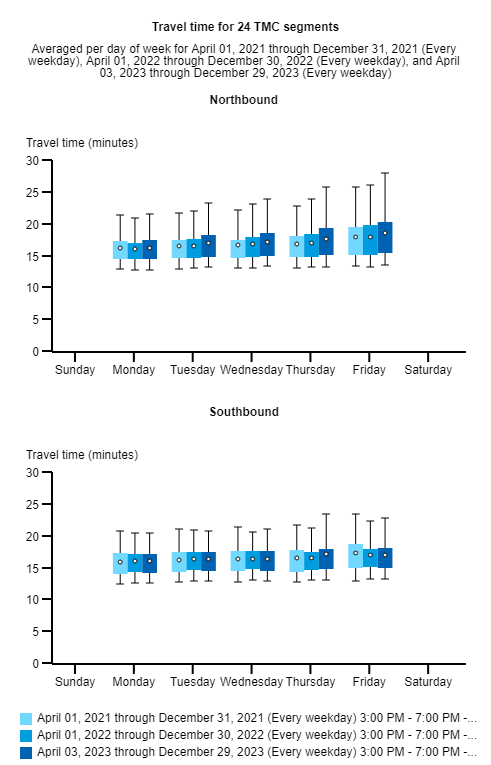 Travel time for 24 TMC segments
Averaged per day of week for April 01, 2021 through December 31, 2021 (Every
weekday), April 01, 2022 through December 30, 2022 (Every weekday), and April
03, 2023 through December 29, 2023 (Every weekday)
Northbound
Travel time (minutes)
30
25
20
15
10
5
0
Sunday Monday Tuesday Wednesday Thursday Friday Saturday
Southbound
Travel time (minutes)
30
25
20
15
10
5
0
Sunday Monday Tuesday Wednesday Thursday Friday Saturday
April 01, 2021 through December 31, 2021 (Every weekday) 3:00 PM - 7:00 PM -...
April 01, 2022 through December 30, 2022 (Every weekday) 3:00 PM - 7:00 PM -...
April 03, 2023 through December 29, 2023 (Every weekday) 3:00 PM - 7:00 PM -...